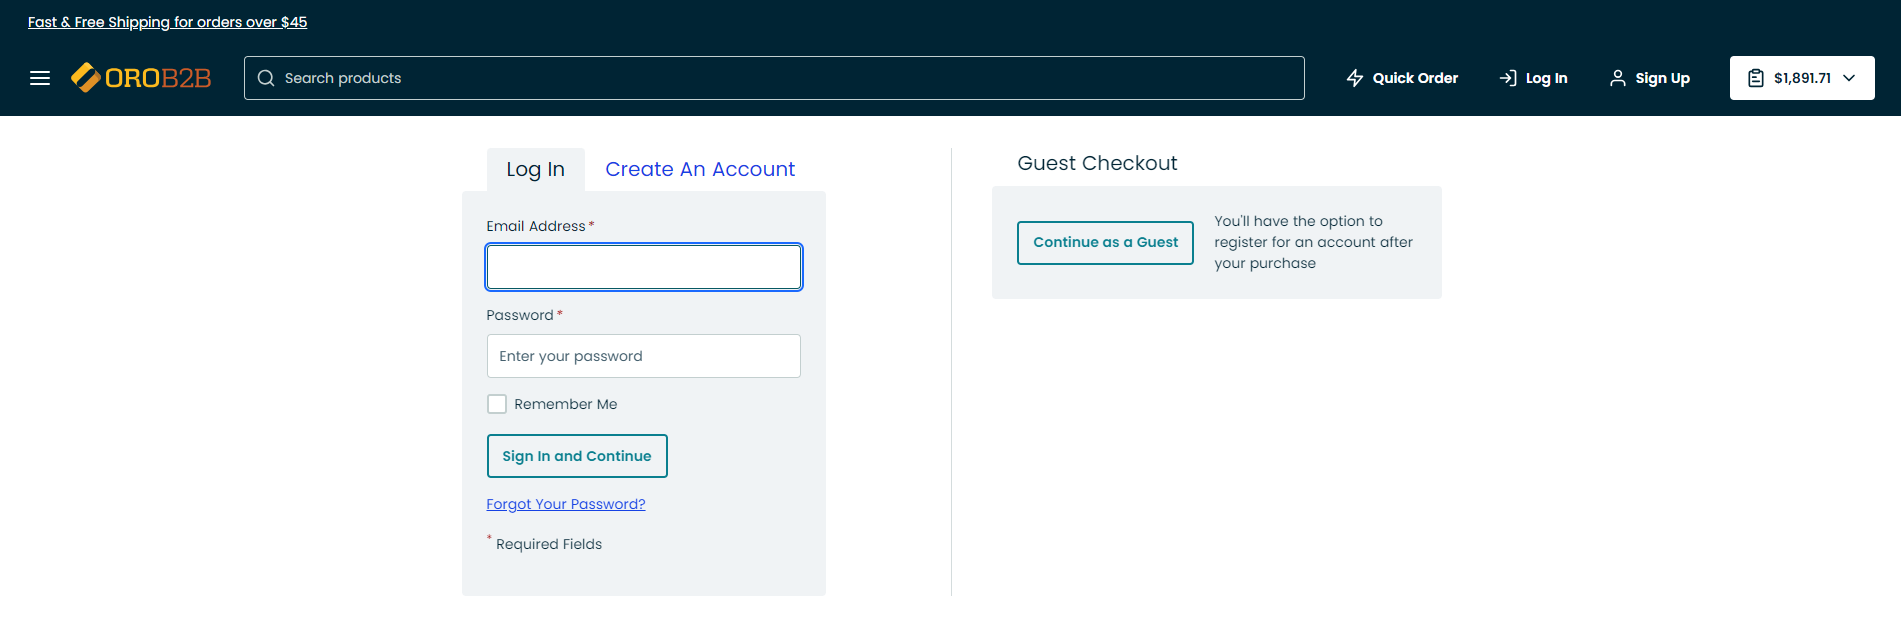 Fast & Free Shipping for orders over $45
OROB2B
Search products
Quick Order
Log In
Sign Up
$1,891.71
Log In
Create An Account
Email Address *
Password *
Enter your password
Remember Me
Sign In and Continue
Forgot Your Password?
* Required Fields
Guest Checkout
Continue as a Guest
You'll have the option to
register for an account after
your purchase